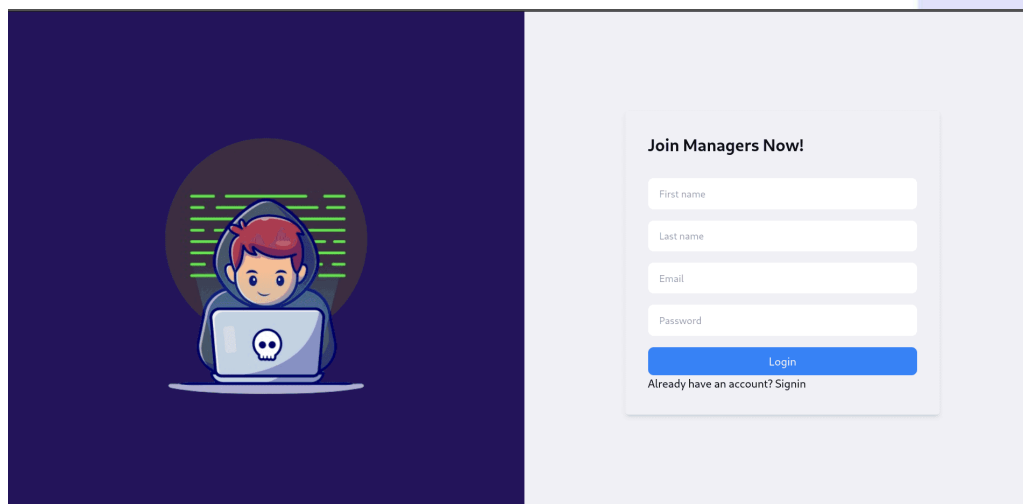 Join Managers Now!
First name
Last name
Email
Password
Login
Already have an account? Signin